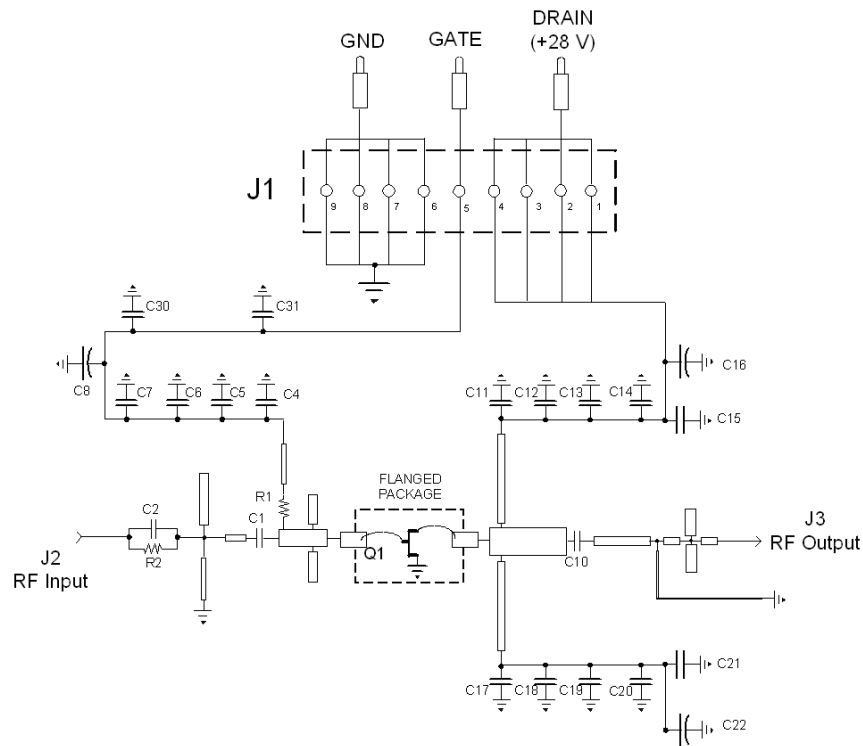 GND GATE DRAIN
(+28 V)
J1
9 8 7 6 5 4 3 2 1
C30 C31
C8
C16
C7 C6 C5 C4
C11 C12 C13 C14
C15
R1
FLANGED
PACKAGE
C2
C1
R2
Q1
C10
J2
RF Input
J3
RF Output
C17 C18 C19 C20
C21
C22